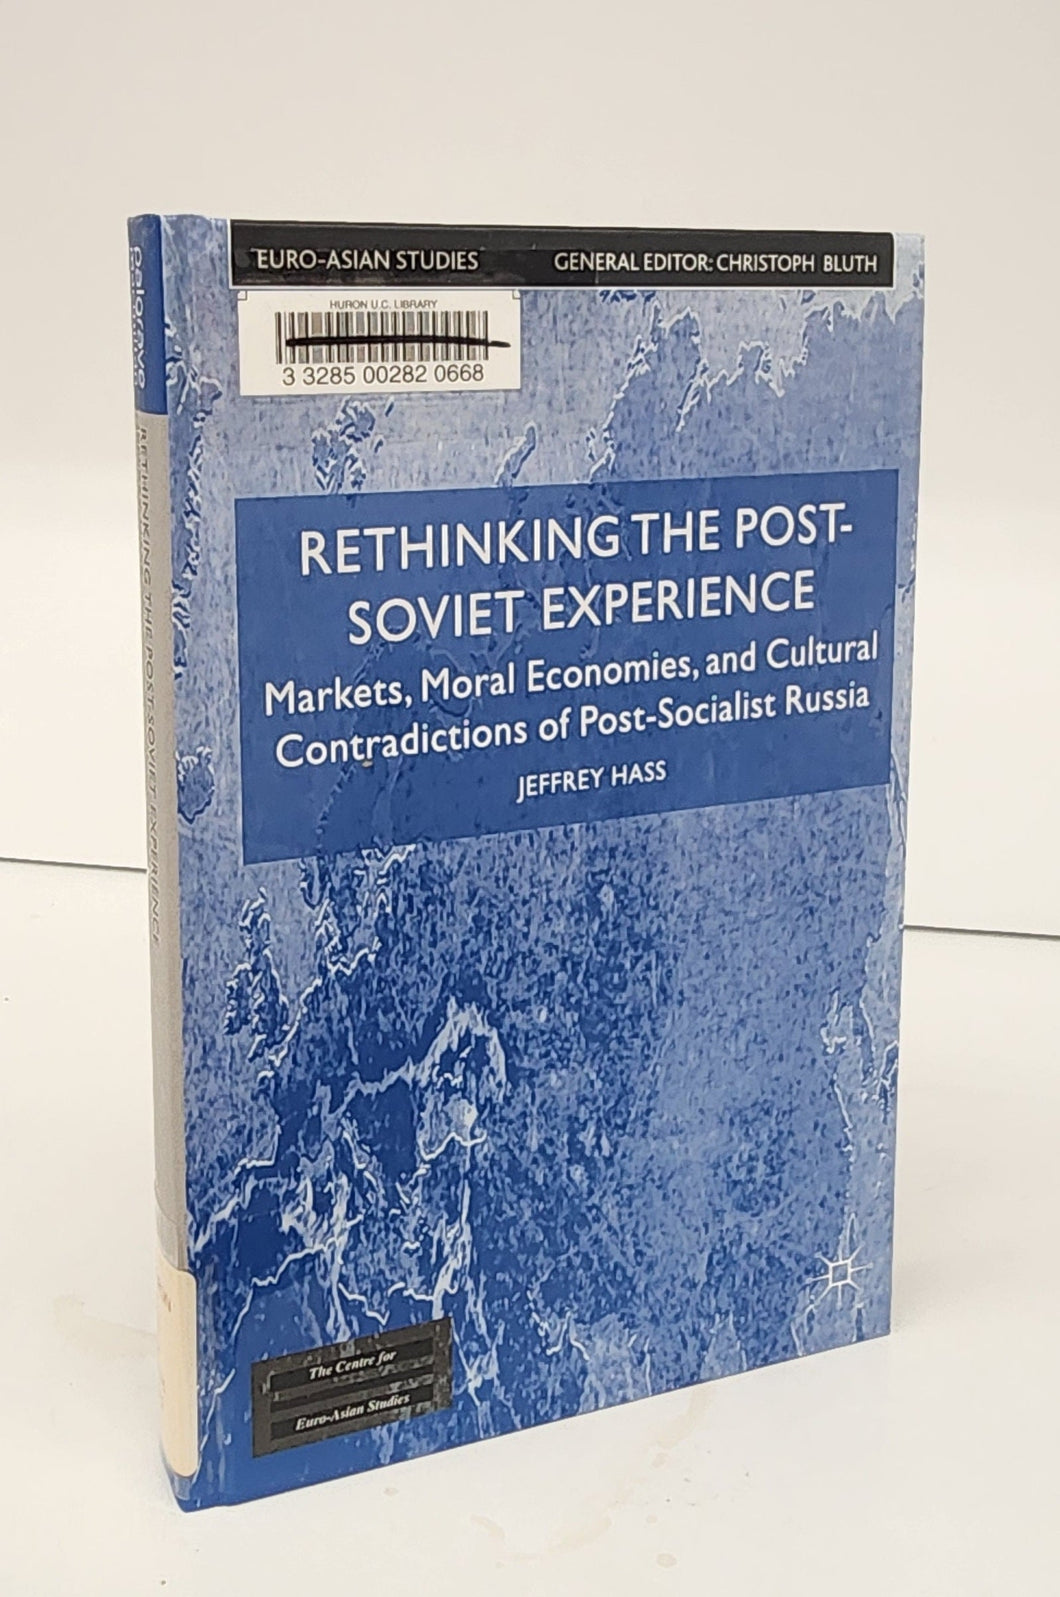 EURO-ASIAN STUDIES GENERAL EDITOR: CHRISTOPH BLUTH
HURON U.C. LIBRARY
3 3285 00282 0668
RETHINKING THE POST-
SOVIET EXPERIENCE
Markets, Moral Economies, and Cultural
Contradictions of Post-Socialist Russia
JEFFREY HASS
The Centre for
Euro-Asian Studies
palgrave
RETHINKING THE POST-SOVIET EXPERIENCE